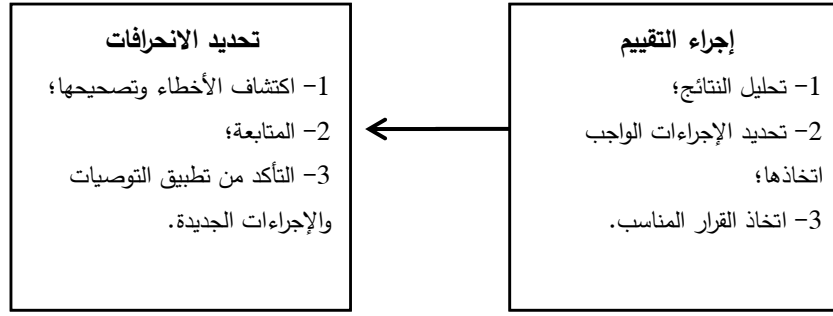 إجراء التقييم
1- تحليل النتائج؛
2- تحديد الإجراءات الواجب
اتخاذها؛
3- اتخاذ القرار المناسب.
تحديد الانحرافات
1- اكتشاف الأخطاء وتصحيحها؛
2- المتابعة؛
3- التأكد من تطبيق التوصيات
والإجراءات الجديدة.